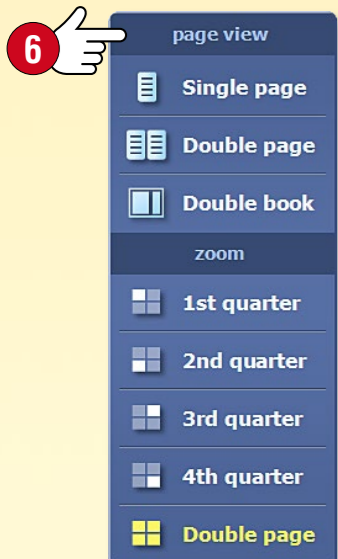 6
page view
Single page
Double page
Double book
zoom
1st quarter
2nd quarter
3rd quarter
4th quarter
Double page